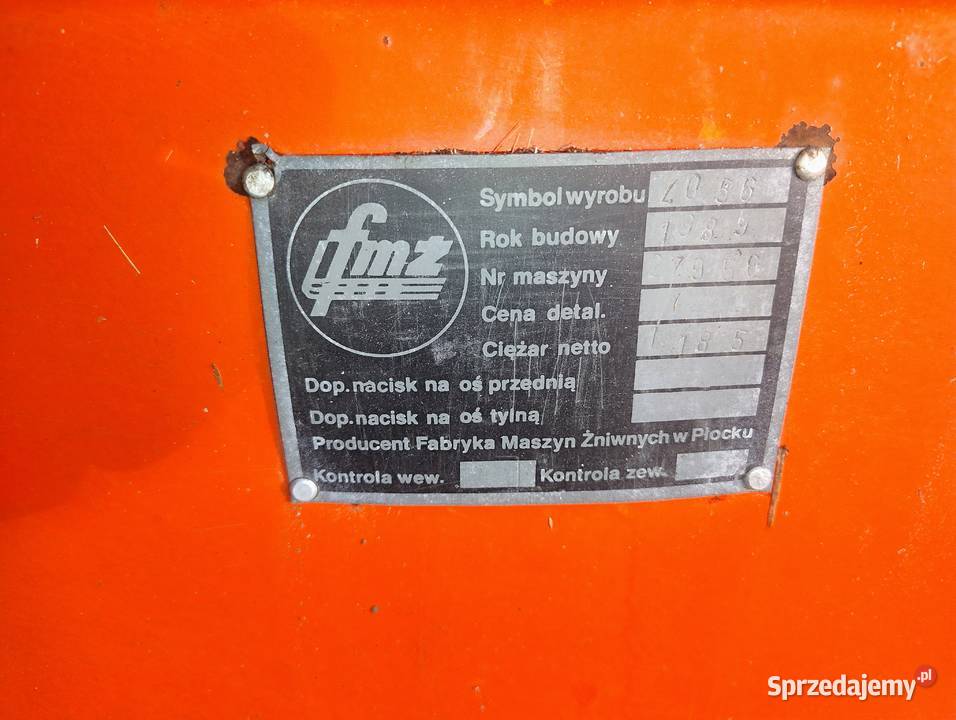 fmż
Symbol wyrobu
Rok budowy
Nr maszyny
Cena detal.
Ciężar netto
Dop. nacisk na oś przednią
Dop. nacisk na oś tylną
Producent Fabryka Maszyn Żniwnych w Płocku
Kontrola wew. Kontrola zew.
Sprzedajemy.pl